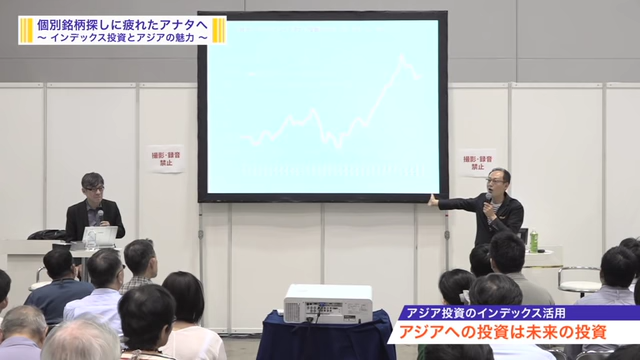 個別銘柄探しに疲れたアナタへ
～ インデックス投資とアジアの魅力 ～
撮影・録音
禁止
撮影・録音
禁止
アジア投資のインデックス活用
アジアへの投資は未来の投資